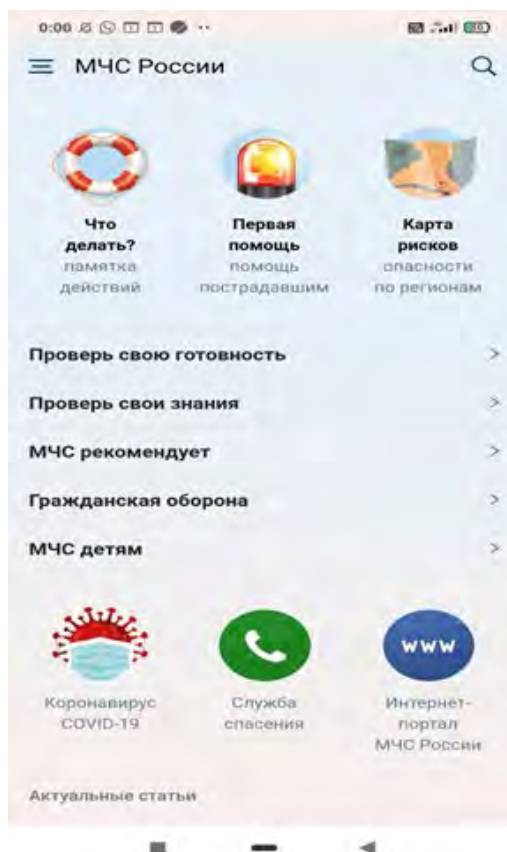 0:00
МЧС России
Что
делать?
памятка
действий
Первая
помощь
помощь
пострадавшим
Карта
рисков
опасности
по регионам
Проверь свою готовность
Проверь свои знания
МЧС рекомендует
Гражданская оборона
МЧС детям
www
Коронавирус
COVID-19
Служба
спасения
Интернет-
портал
МЧС России
Актуальные статьи